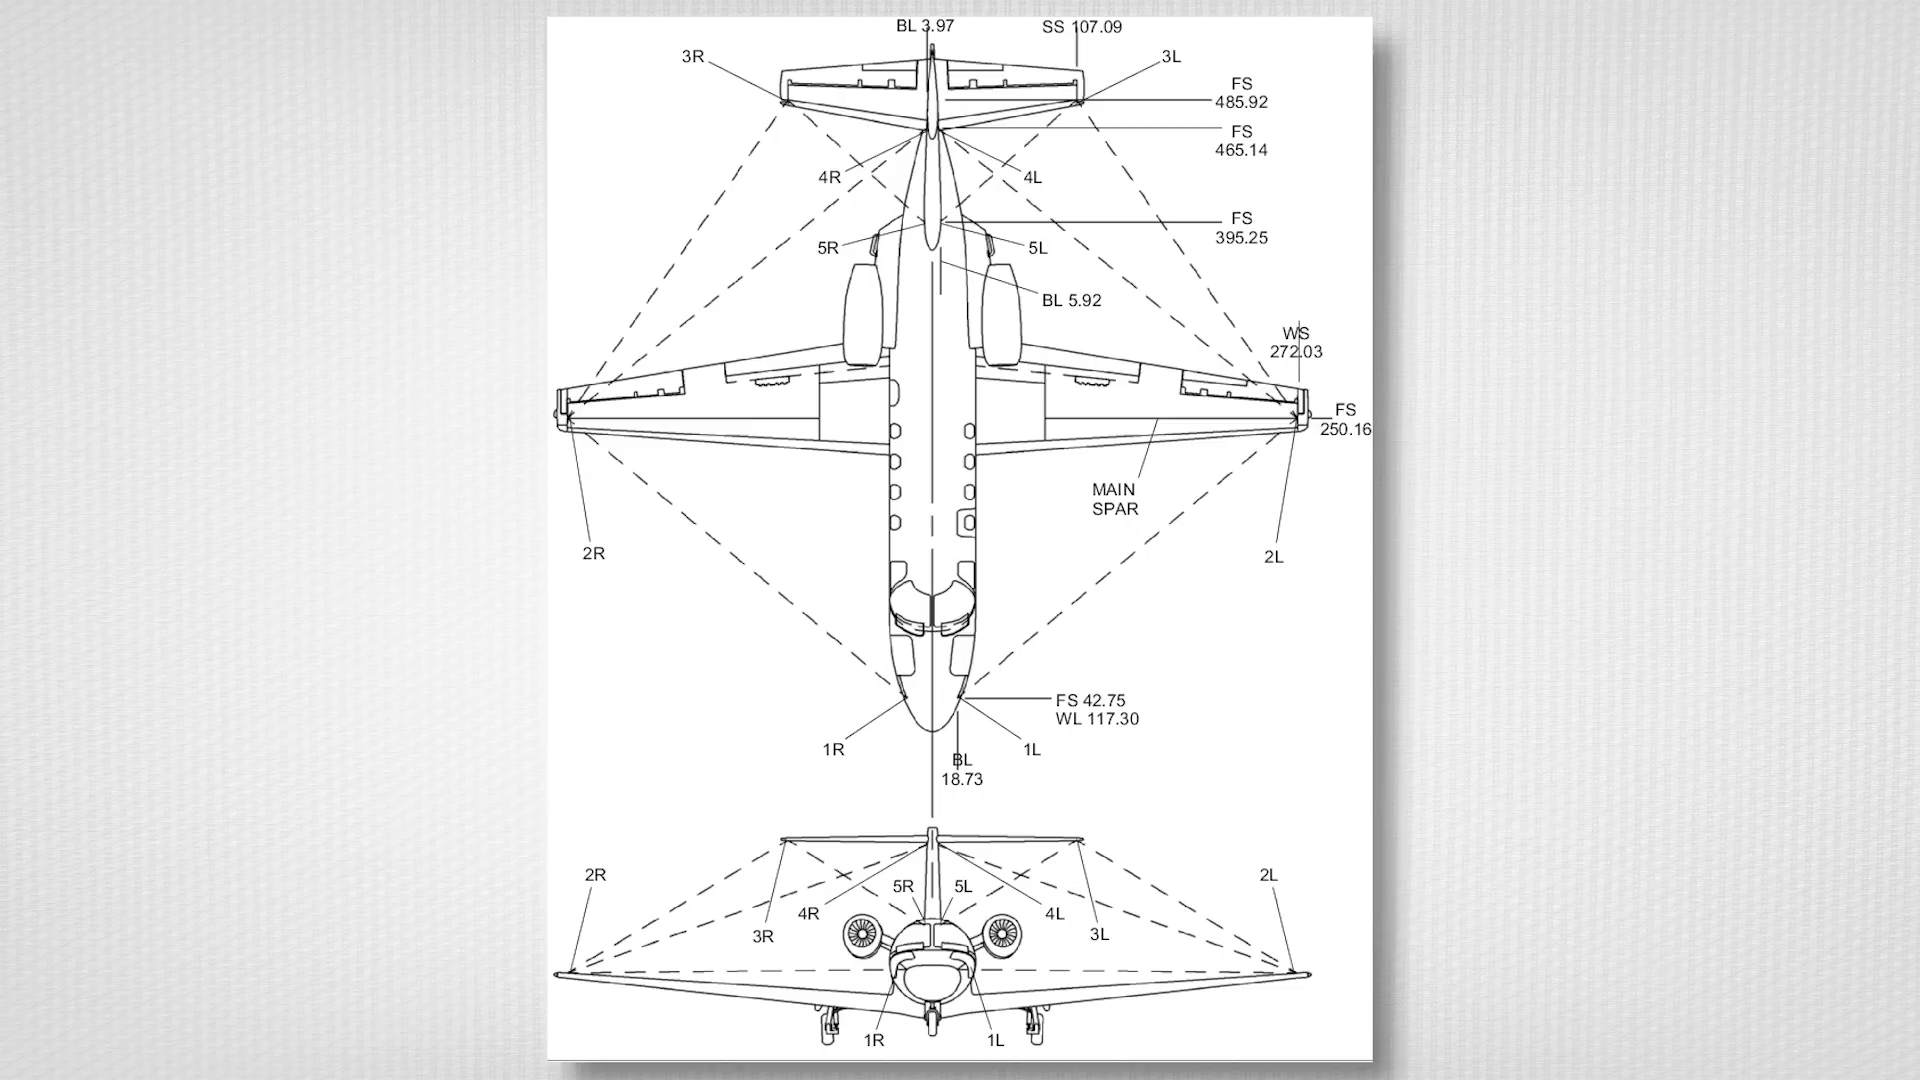 BL 3.97
SS 107.09
3R
3L
FS
485.92
FS
465.14
4R
4L
FS
395.25
5R
5L
BL 5.92
WS
272.03
FS
250.16
MAIN
SPAR
2R
2L
FS 42.75
WL 117.30
1R
1L
BL
18.73
2R
2L
5R
5L
4R
4L
3R
3L
1R
1L